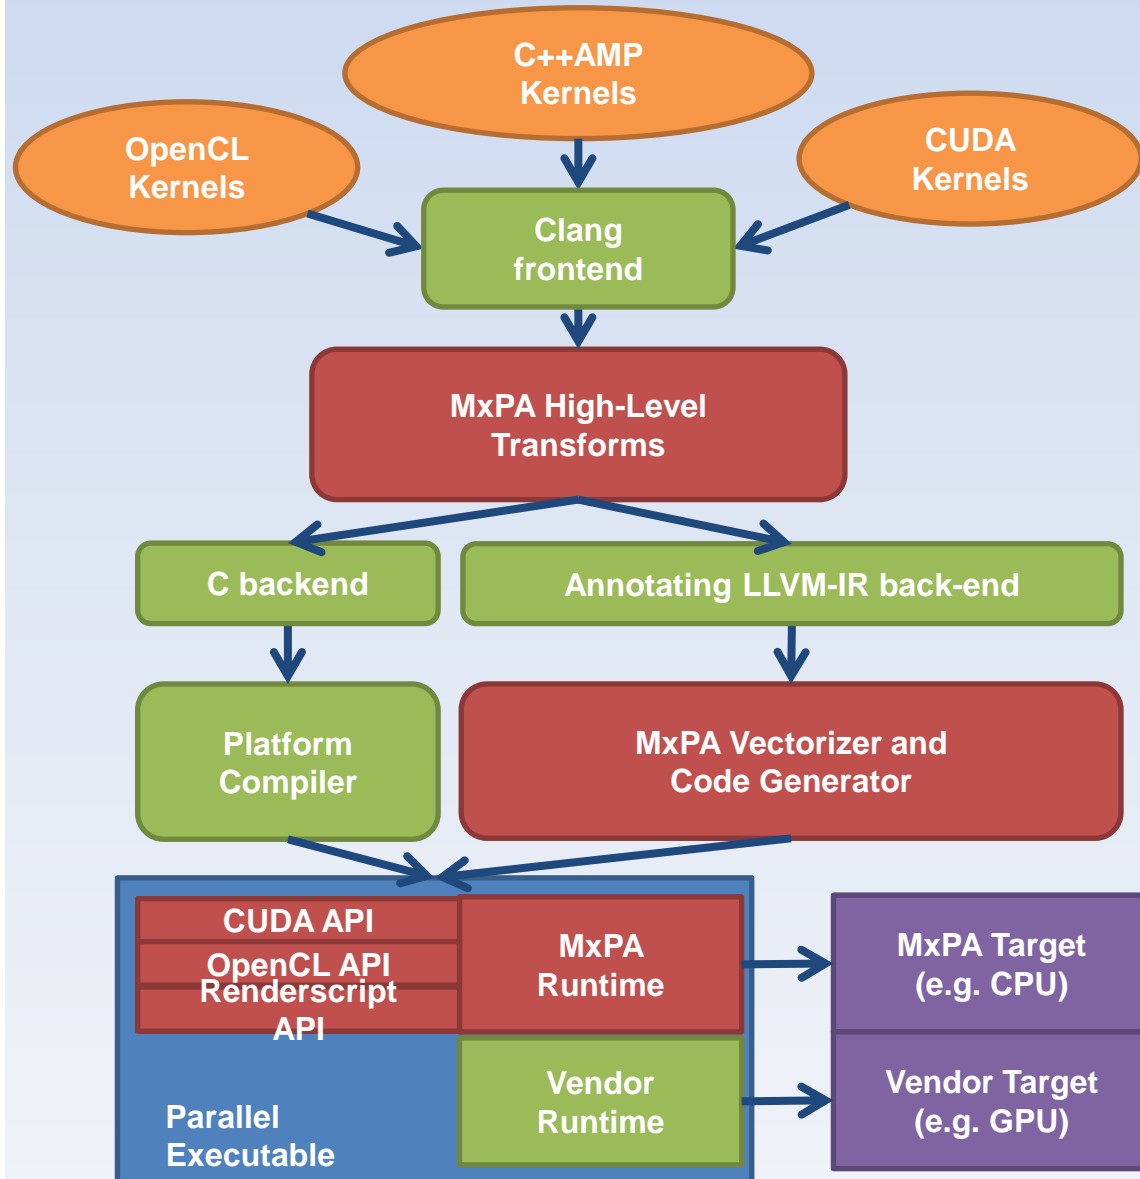 C++AMP
Kernels
OpenCL
Kernels
CUDA
Kernels
Clang
frontend
MxPA High-Level
Transforms
C backend
Annotating LLVM-IR back-end
Platform
Compiler
MxPA Vectorizer and
Code Generator
CUDA API
OpenCL API
Renderscript
API
MxPA
Runtime
MxPA Target
(e.g. CPU)
Parallel
Executable
Vendor
Runtime
Vendor Target
(e.g. GPU)